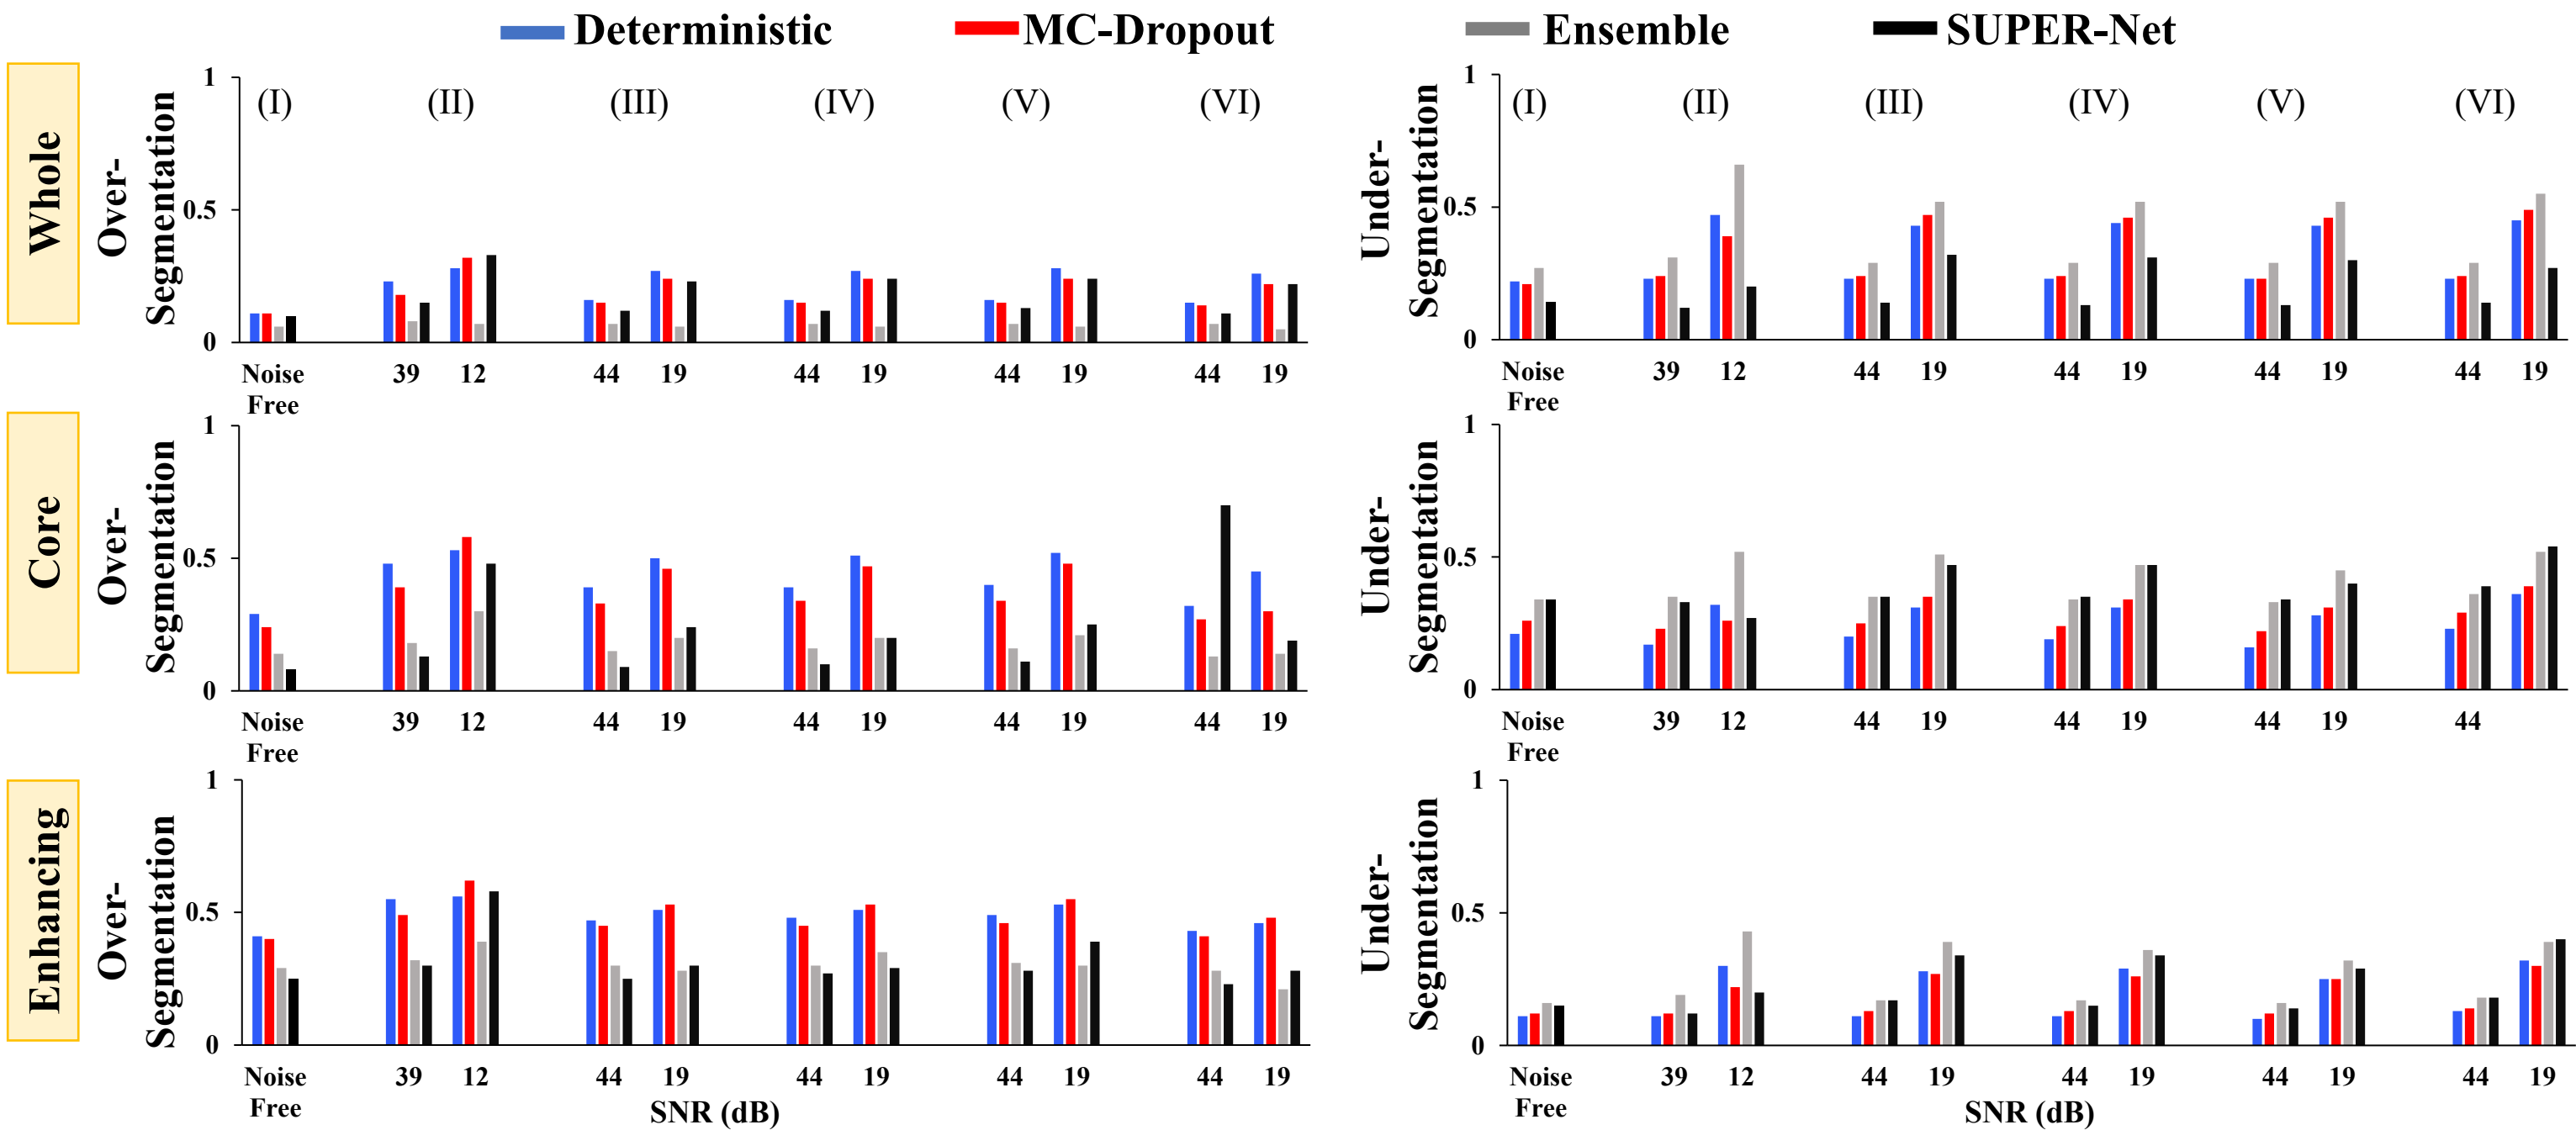 Deterministic MC-Dropout Ensemble SUPER-Net
Whole
Over-
Segmentation
1
0.5
0
(I) (II) (III) (IV) (V) (VI)
39 12 44 19 44 19 44 19 44 19
Noise
Free
Under-
Segmentation
1
0.5
0
(I) (II) (III) (IV) (V) (VI)
39 12 44 19 44 19 44 19 44 19
Noise
Free
Core
Over-
Segmentation
1
0.5
0
39 12 44 19 44 19 44 19 44 19
Noise
Free
Under-
Segmentation
1
0.5
0
39 12 44 19 44 19 44 19 44
Noise
Free
Enhancing
Over-
Segmentation
1
0.5
0
39 12 44 19 44 19 44 19 44 19
Noise
Free
SNR (dB)
Under-
Segmentation
1
0.5
0
39 12 44 19 44 19 44 19 44 19
Noise
Free
SNR (dB)